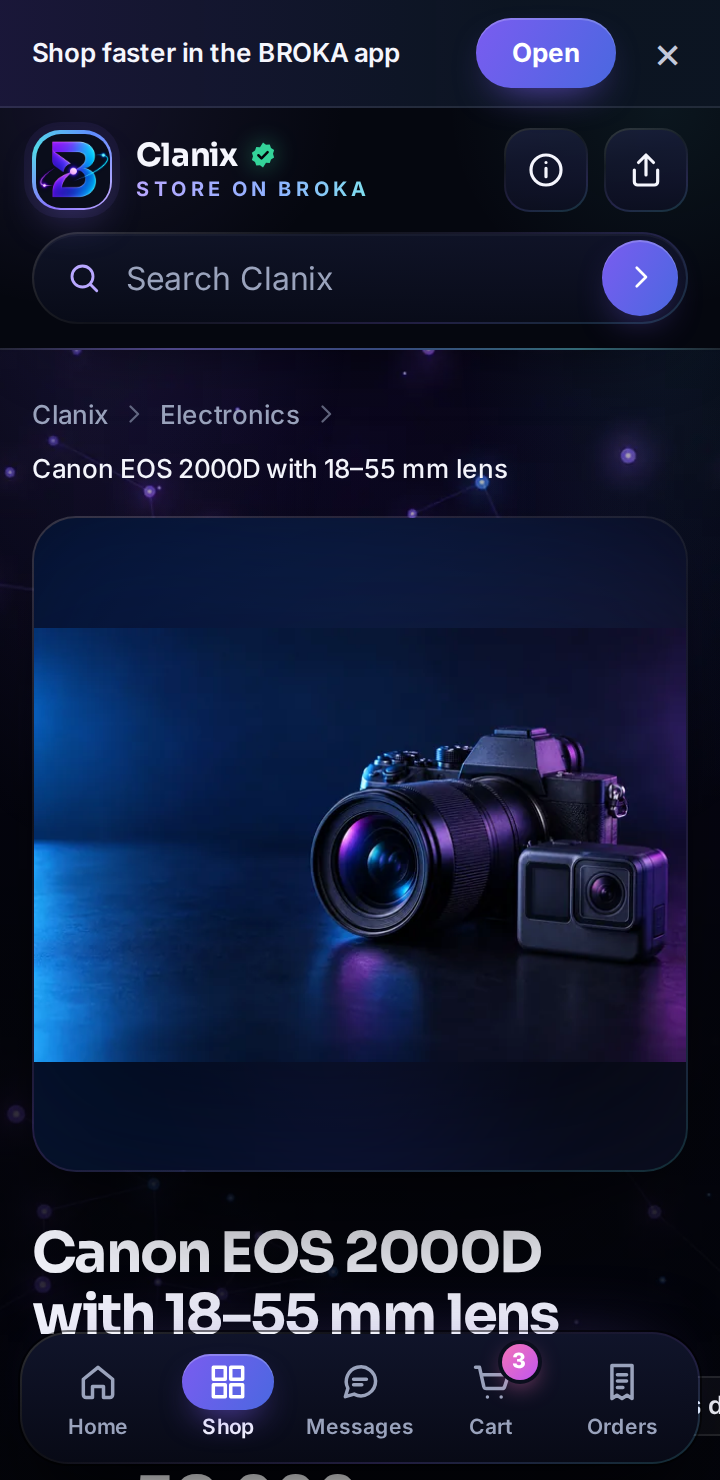 Shop faster in the BROKA app
Open
Clanix
STORE ON BROKA
Search Clanix
Clanix
Electronics
Canon EOS 2000D with 18–55 mm lens
Canon EOS 2000D
with 18–55 mm lens
3
Home
Shop
Messages
Cart
Orders